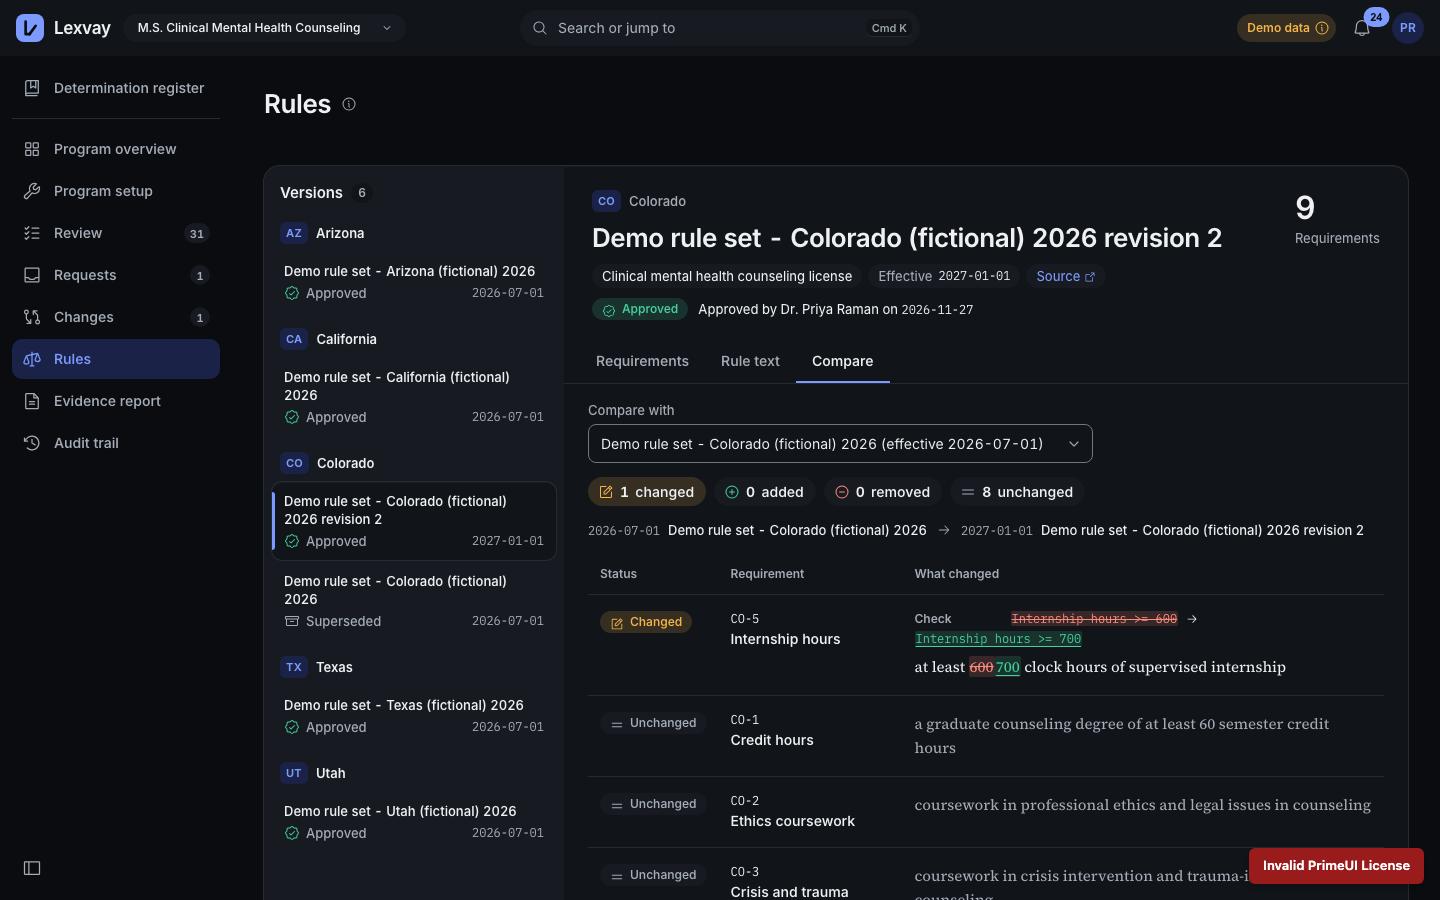 Lexvay
M.S. Clinical Mental Health Counseling
Search or jump to
Cmd K
Demo data
24
PR
Determination register
Program overview
Program setup
Review 31
Requests 1
Changes 1
Rules
Evidence report
Audit trail
Rules
Versions 6
AZ Arizona
Demo rule set - Arizona (fictional) 2026
Approved 2026-07-01
CA California
Demo rule set - California (fictional)
2026
Approved 2026-07-01
CO Colorado
Demo rule set - Colorado (fictional)
2026 revision 2
Approved 2027-01-01
Demo rule set - Colorado (fictional)
2026
Superseded 2026-07-01
TX Texas
Demo rule set - Texas (fictional) 2026
Approved 2026-07-01
UT Utah
Demo rule set - Utah (fictional) 2026
Approved 2026-07-01
CO Colorado
Demo rule set - Colorado (fictional) 2026 revision 2
9
Requirements
Clinical mental health counseling license Effective 2027-01-01 Source
Approved Approved by Dr. Priya Raman on 2026-11-27
Requirements Rule text Compare
Compare with
Demo rule set - Colorado (fictional) 2026 (effective 2026-07-01)
1 changed 0 added 0 removed 8 unchanged
2026-07-01 Demo rule set - Colorado (fictional) 2026 → 2027-01-01 Demo rule set - Colorado (fictional) 2026 revision 2
Status Requirement What changed
Changed CO-5 Check Internship hours >= 600 →
Internship hours Internship hours >= 700
at least 600 700 clock hours of supervised internship
Unchanged CO-1 a graduate counseling degree of at least 60 semester credit
Credit hours hours
Unchanged CO-2 coursework in professional ethics and legal issues in counseling
Ethics coursework
Unchanged CO-3 coursework in crisis intervention and trauma-i
Crisis and trauma counseling
Invalid PrimeUI License